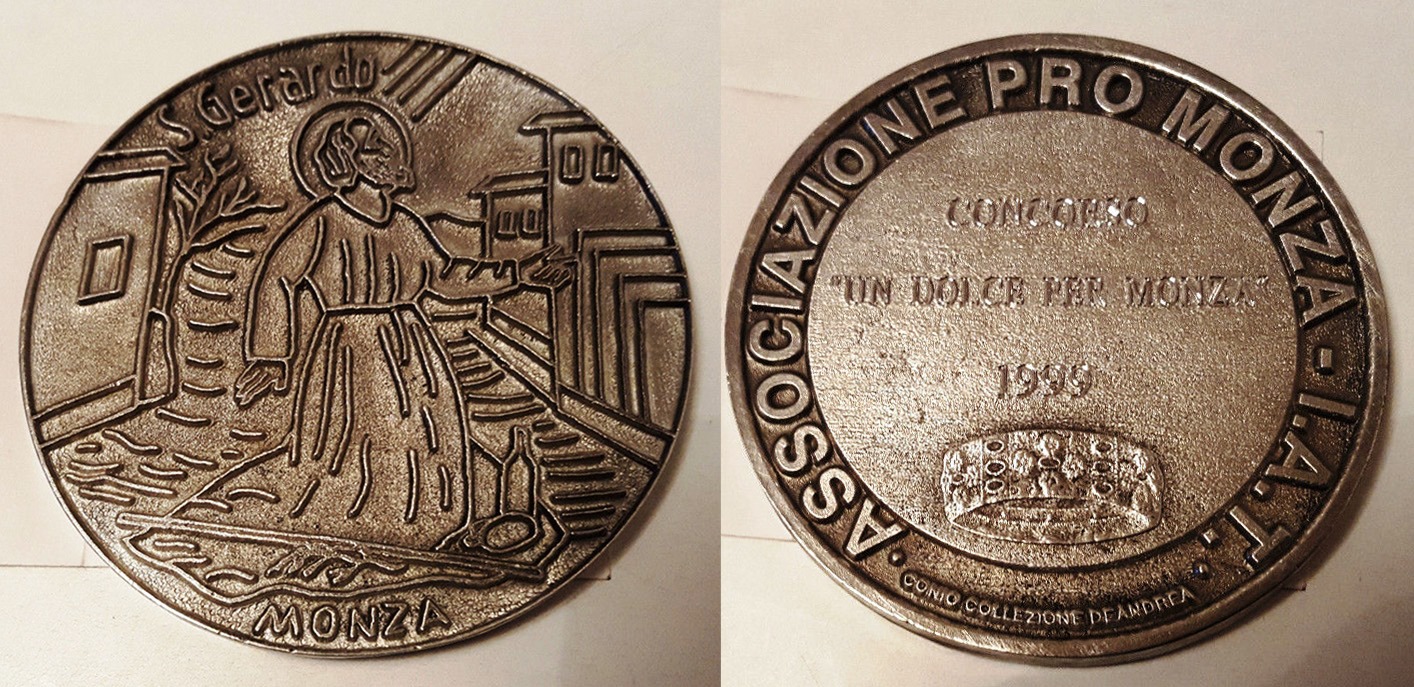 S. Gerardo
MONZA
ASSOCIAZIONE PRO MONZA - I.A.T.
CONCORSO
"UN DOLCE PER MONZA"
1999
CONIO COLLEZIONE DEANDREA